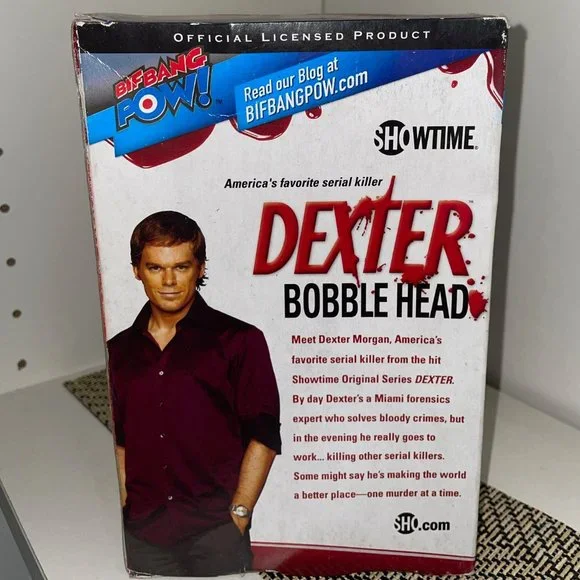 OFFICIAL LICENSED PRODUCT
BIFBANG
POW!
™
Read our Blog at
BIFBANGPOW.com
SHOWTIME®
America's favorite serial killer
DEXTER™
BOBBLE HEAD
Meet Dexter Morgan, America's
favorite serial killer from the hit
Showtime Original Series DEXTER.
By day Dexter's a Miami forensics
expert who solves bloody crimes, but
in the evening he really goes to
work... killing other serial killers.
Some might say he's making the world
a better place—one murder at a time.
SHO.com